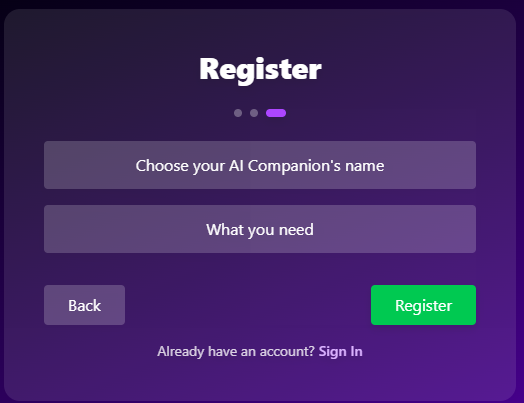 Register
Choose your AI Companion's name
What you need
Back
Register
Already have an account? Sign In